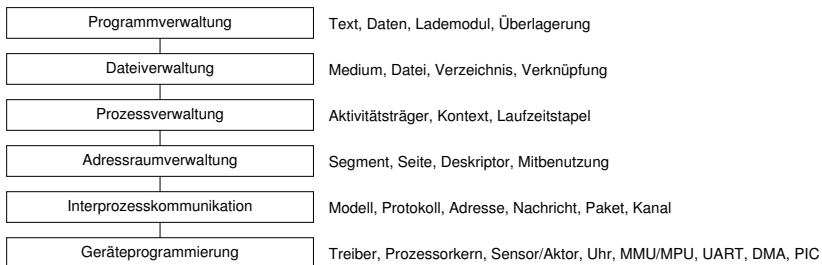 Programmverwaltung Text, Daten, Lademodul, Überlagerung
Dateiverwaltung Medium, Datei, Verzeichnis, Verknüpfung
Prozessverwaltung Aktivitätsträger, Kontext, Laufzeitstapel
Adressraumverwaltung Segment, Seite, Deskriptor, Mitbenutzung
Interprozesskommunikation Modell, Protokoll, Adresse, Nachricht, Paket, Kanal
Geräteprogrammierung Treiber, Prozessorkern, Sensor/Aktor, Uhr, MMU/MPU, UART, DMA, PIC